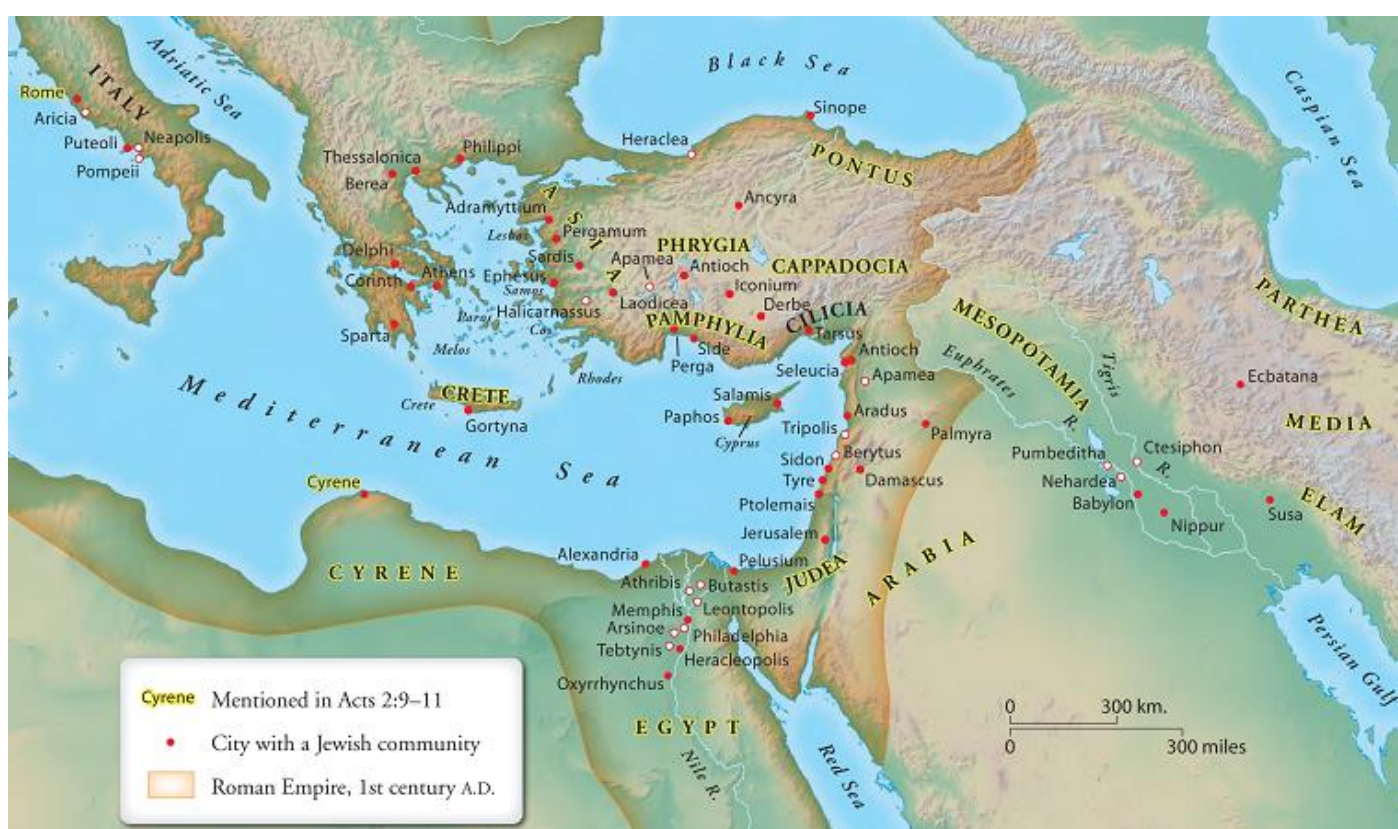 Black Sea
Adriatic Sea
Caspian Sea
ITALY
Rome
Aricia
Puteoli
Neapolis
Pompeii
Sinope
Heraclea
PONTUS
Philippi
Thessalonica
Berea
ASIA
Adramyttium
Ancyra
Lesbos
Pergamum
PHRYGIA
Delphi
Sardis
Apamea
Antioch
CAPPADOCIA
Corinth
Athens
Ephesus
Samos
Iconium
PARTHEA
Halicarnassus
Laodicea
Derbe
CILICIA
MESOPOTAMIA
Paros
Cos
PAMPHYLIA
Tarsus
Sparta
Side
Melos
Perga
Antioch
Seleucia
Euphrates
R.
Tigris
R.
Rhodes
Apamea
Ecbatana
Mediterranean Sea
Crete
CRETE
Gortyna
Salamis
Paphos
Cyprus
Aradus
Tripolis
Palmyra
MEDIA
Berytus
Sidon
Damascus
Pumbeditha
Ctesiphon
Nehardea
Tyre
Cyrene
Ptolemais
Babylon
Nippur
Susa
ELAM
Jerusalem
Alexandria
Pelusium
CYRENE
JUDEA
ARABIA
Athribis
Butastis
Leontopolis
Memphis
Arsinoe
Philadelphia
Tebtynis
Heracleopolis
Oxyrrhynchus
Persian Gulf
EGYPT
Nile R.
Red Sea
0 300 km.
0 300 miles
Cyrene Mentioned in Acts 2:9–11
City with a Jewish community
Roman Empire, 1st century A.D.